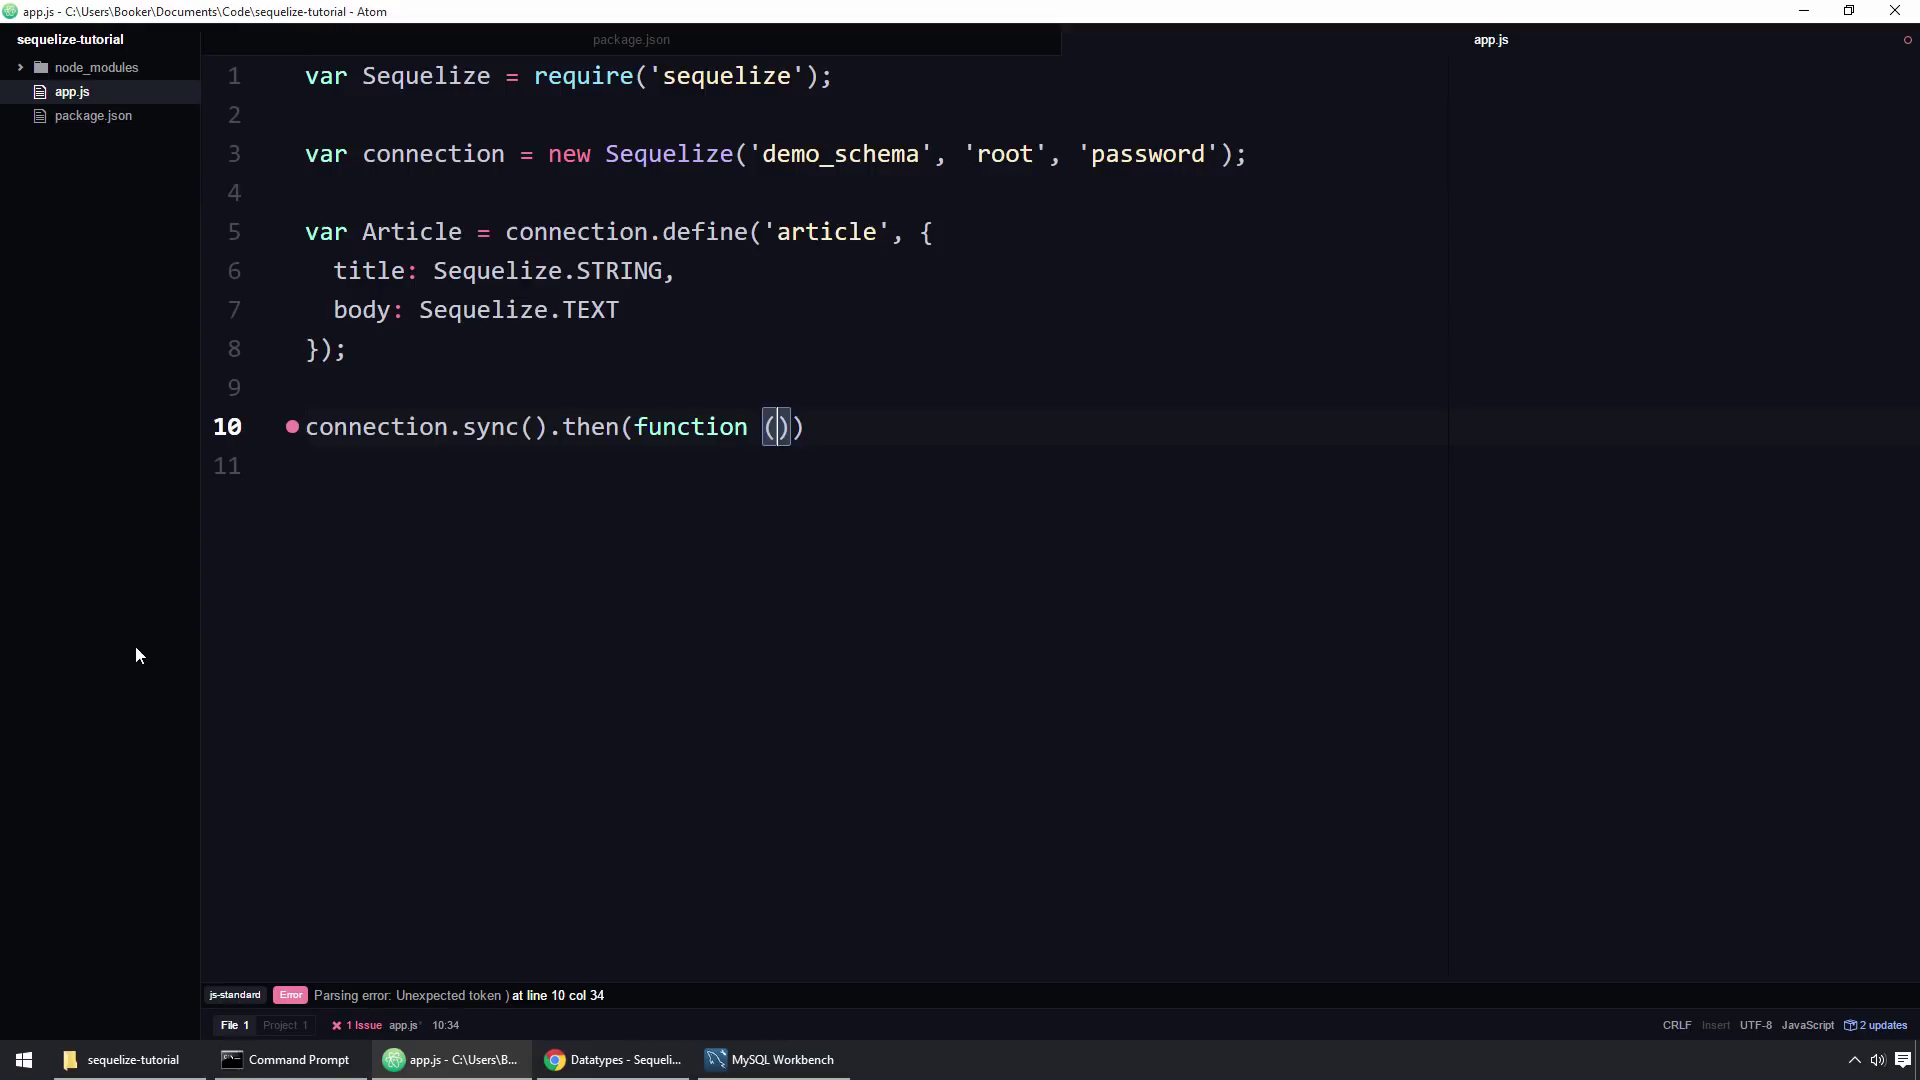 app.js - C:\Users\Booker\Documents\Code\sequelize-tutorial - Atom
sequelize-tutorial
node_modules
app.js
package.json
package.json
app.js
1 var Sequelize = require('sequelize');
2
3 var connection = new Sequelize('demo_schema', 'root', 'password');
4
5 var Article = connection.define('article', {
6 title: Sequelize.STRING,
7 body: Sequelize.TEXT
8 });
9
10 connection.sync().then(function ())
11
js-standard Error Parsing error: Unexpected token ) at line 10 col 34
File 1 Project 1 1 Issue app.js* 10:34 CRLF Insert UTF-8 JavaScript 2 updates
sequelize-tutorial Command Prompt app.js - C:\Users\B... Datatypes - Sequeli... MySQL Workbench